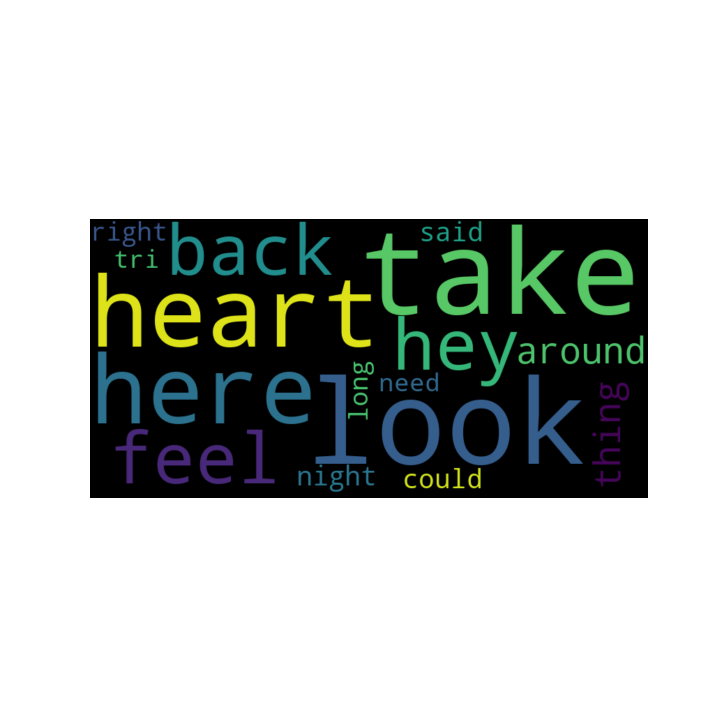 right
back
said
take
tri
heart
hey
around
here
long
need
look
thing
feel
night
could